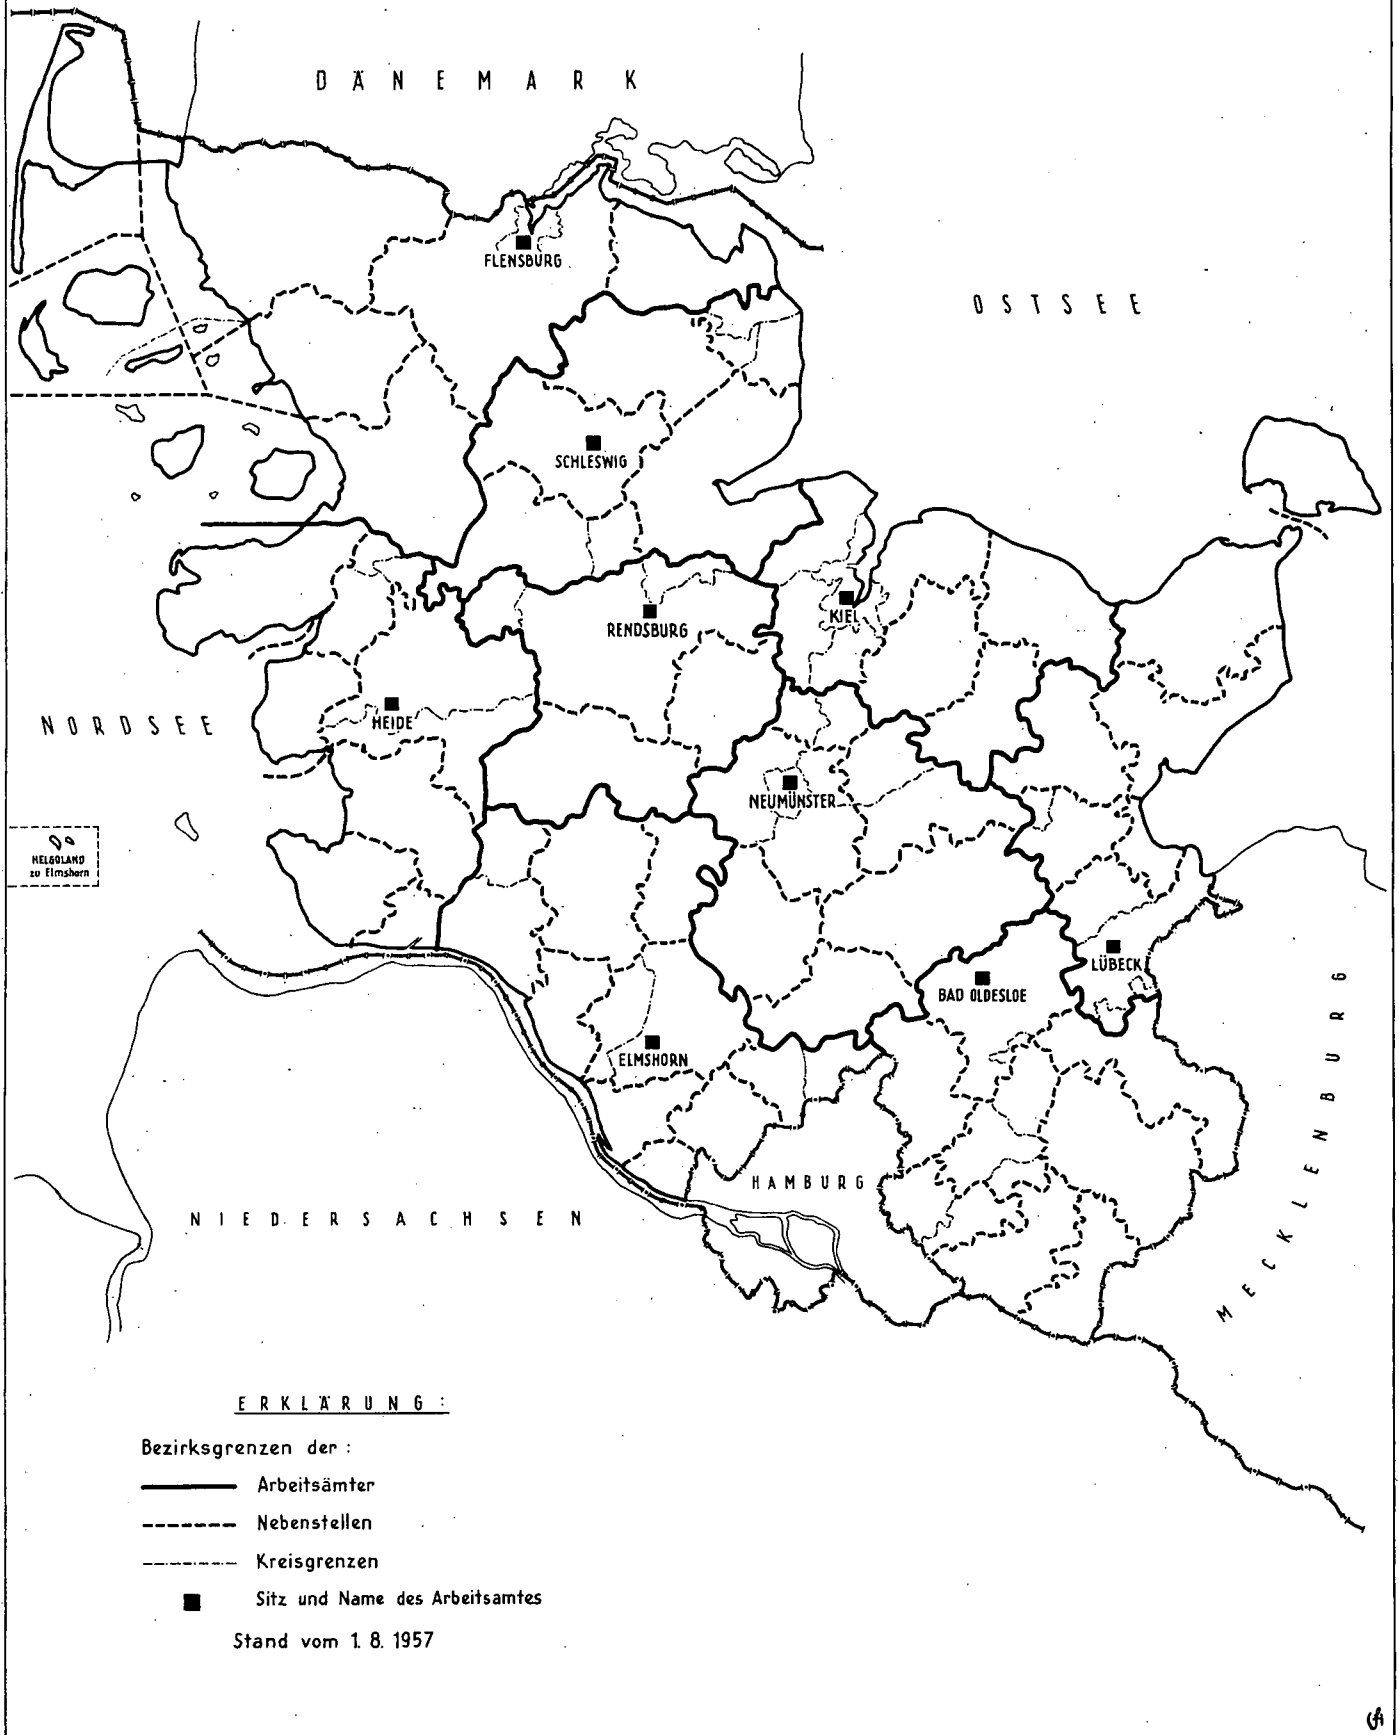 DÄNEMARK
FLENSBURG
OSTSEE
SCHLESWIG
RENDSBURG
KIEL
NORDSEE
HEIDE
NEUMÜNSTER
HELGOLAND
zu Elmshorn
LÜBECK
BAD OLDESLOE
ELMSHORN
HAMBURG
NIEDERSACHSEN
MECKLENBURG
ERKLÄRUNG:
Bezirksgrenzen der :
Arbeitsämter
Nebenstellen
Kreisgrenzen
Sitz und Name des Arbeitsamtes
Stand vom 1. 8. 1957